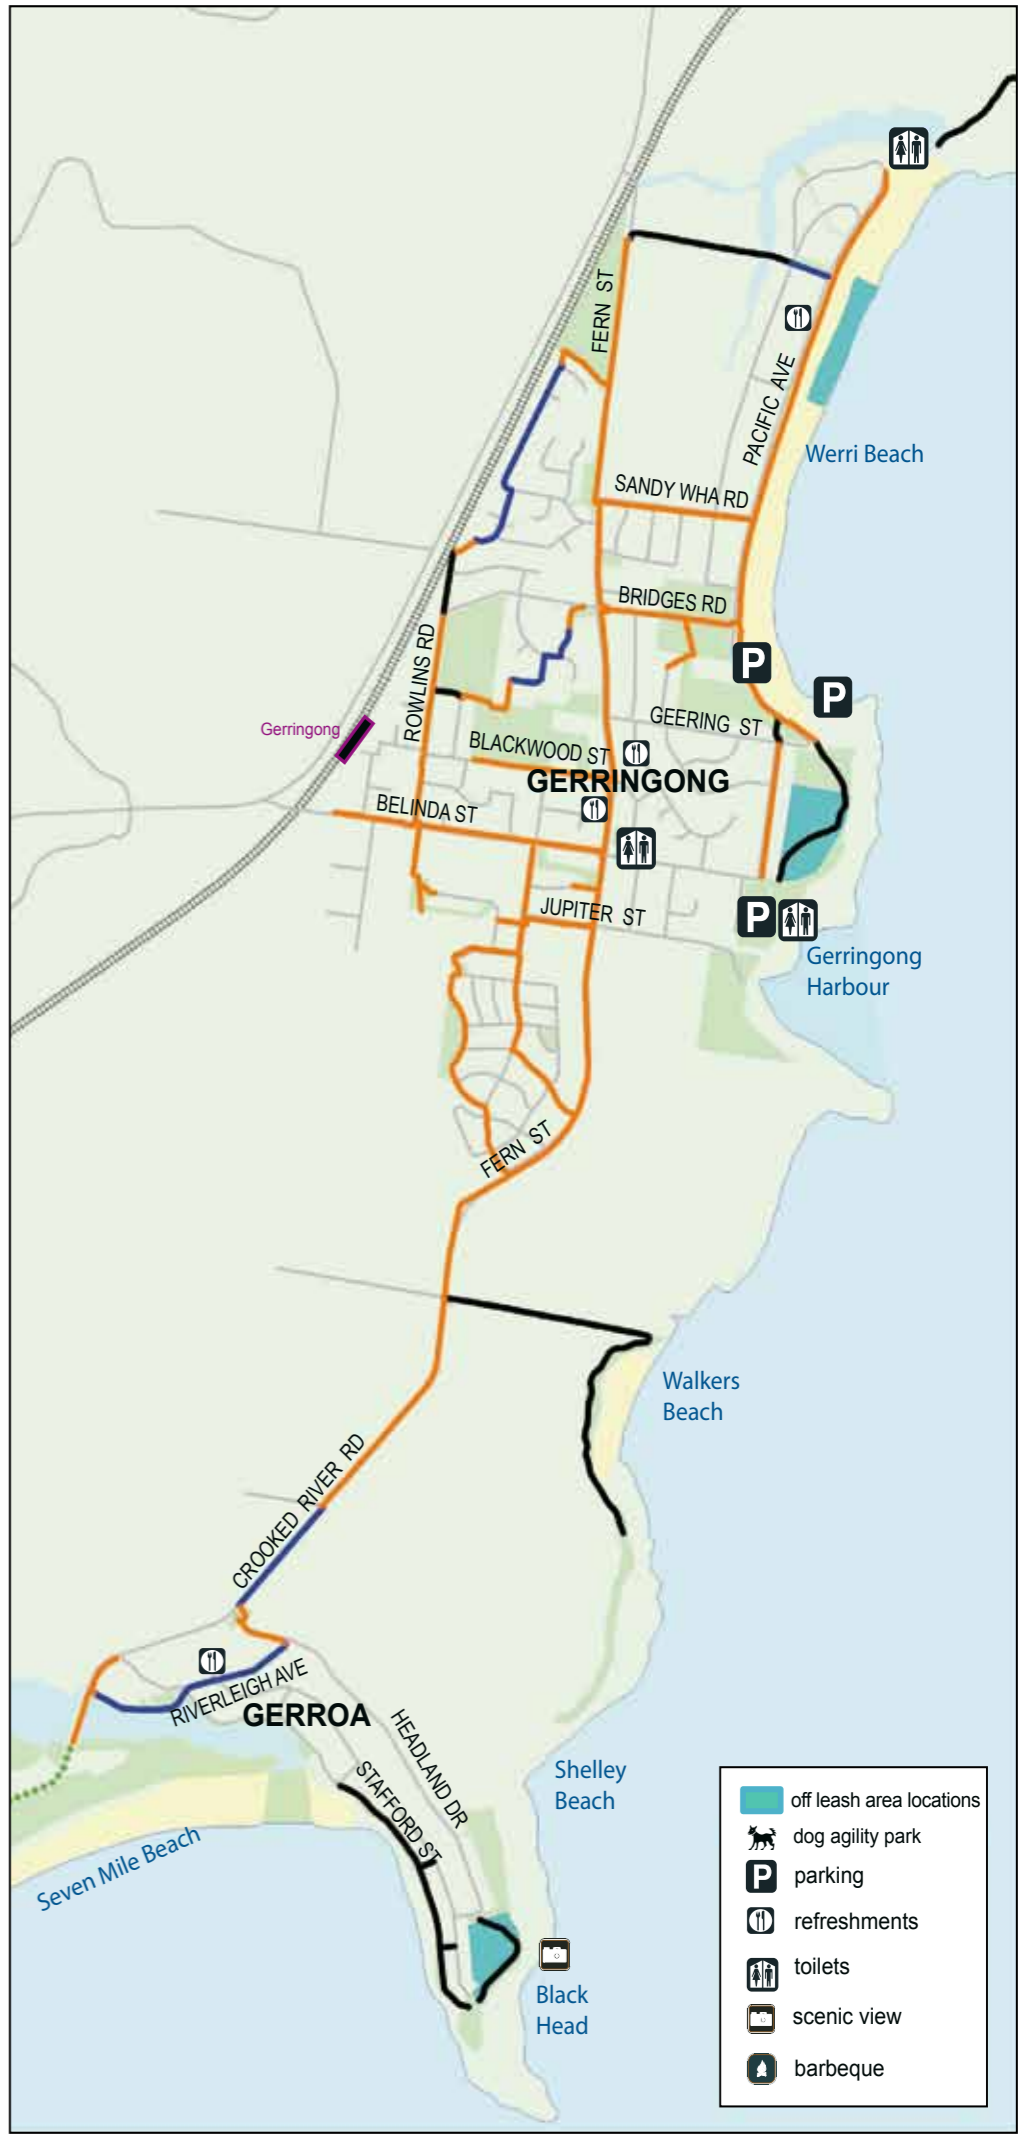 FERN ST
PACIFIC AVE
Werri Beach
SANDY WHA RD
BRIDGES RD
P
ROWLINS RD
P
GEERING ST
Gerringong
BLACKWOOD ST
GERRINGONG
BELINDA ST
JUPITER ST
P
Gerringong
Harbour
FERN ST
Walkers
Beach
CROOKED RIVER RD
RIVERLEIGH AVE
GERROA
HEADLAND DR
STAFFORD ST
Shelley
Beach
Seven Mile Beach
Black
Head
off leash area locations
dog agility park
P parking
refreshments
toilets
scenic view
barbeque